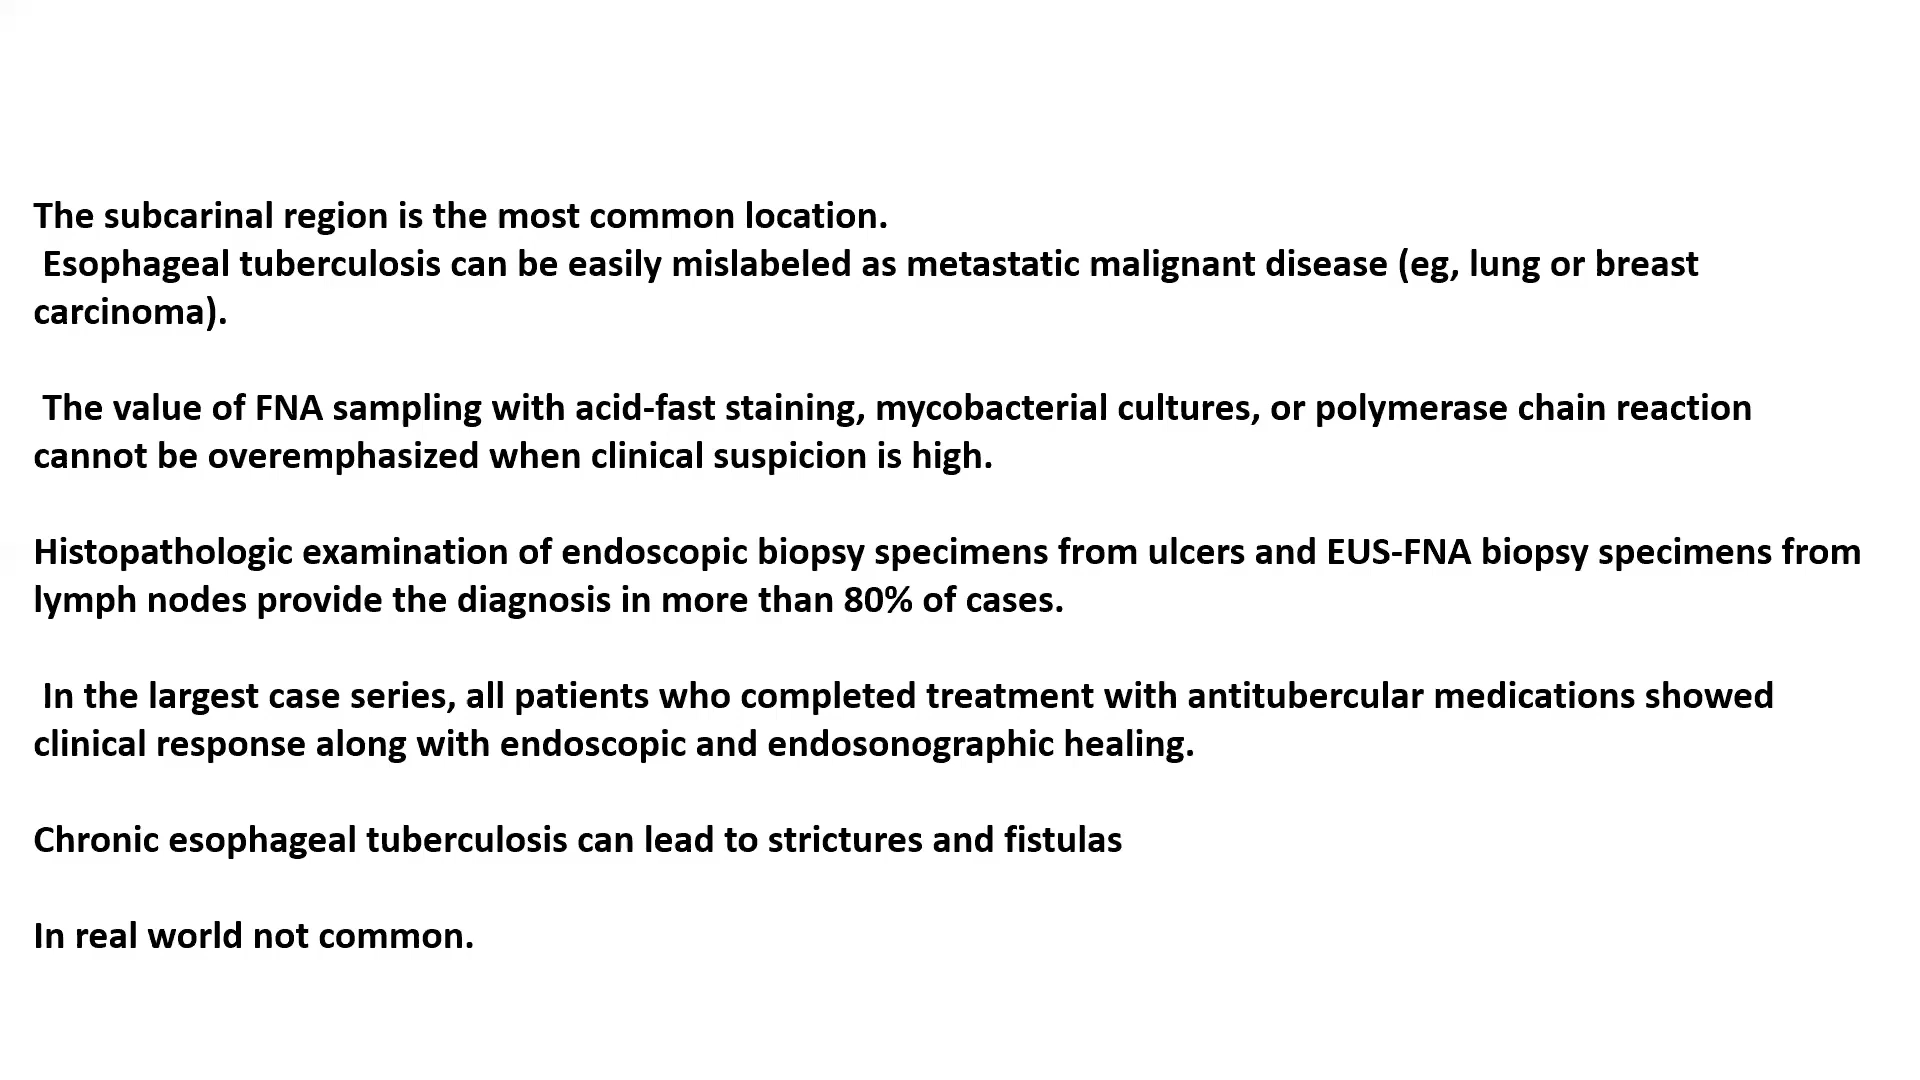 The subcarinal region is the most common location.
Esophageal tuberculosis can be easily mislabeled as metastatic malignant disease (eg, lung or breast
carcinoma).
The value of FNA sampling with acid-fast staining, mycobacterial cultures, or polymerase chain reaction
cannot be overemphasized when clinical suspicion is high.
Histopathologic examination of endoscopic biopsy specimens from ulcers and EUS-FNA biopsy specimens from
lymph nodes provide the diagnosis in more than 80% of cases.
In the largest case series, all patients who completed treatment with antitubercular medications showed
clinical response along with endoscopic and endosonographic healing.
Chronic esophageal tuberculosis can lead to strictures and fistulas
In real world not common.